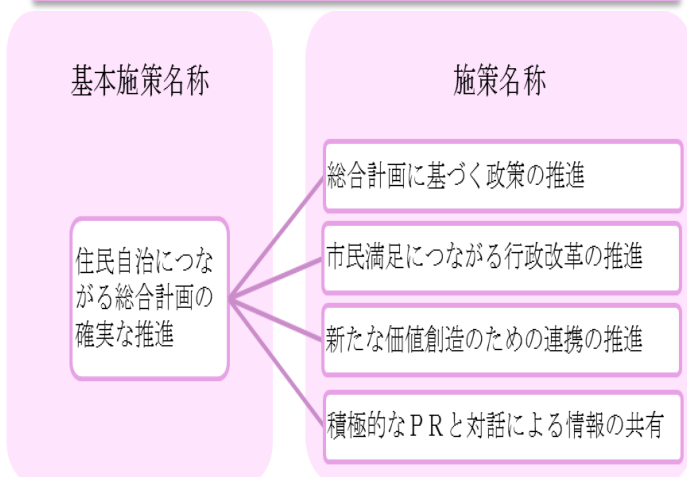 基本施策名称
施策名称
住民自治につな
がる総合計画の
確実な推進
総合計画に基づく政策の推進
市民満足につながる行政改革の推進
新たな価値創造のための連携の推進
積極的なＰＲと対話による情報の共有